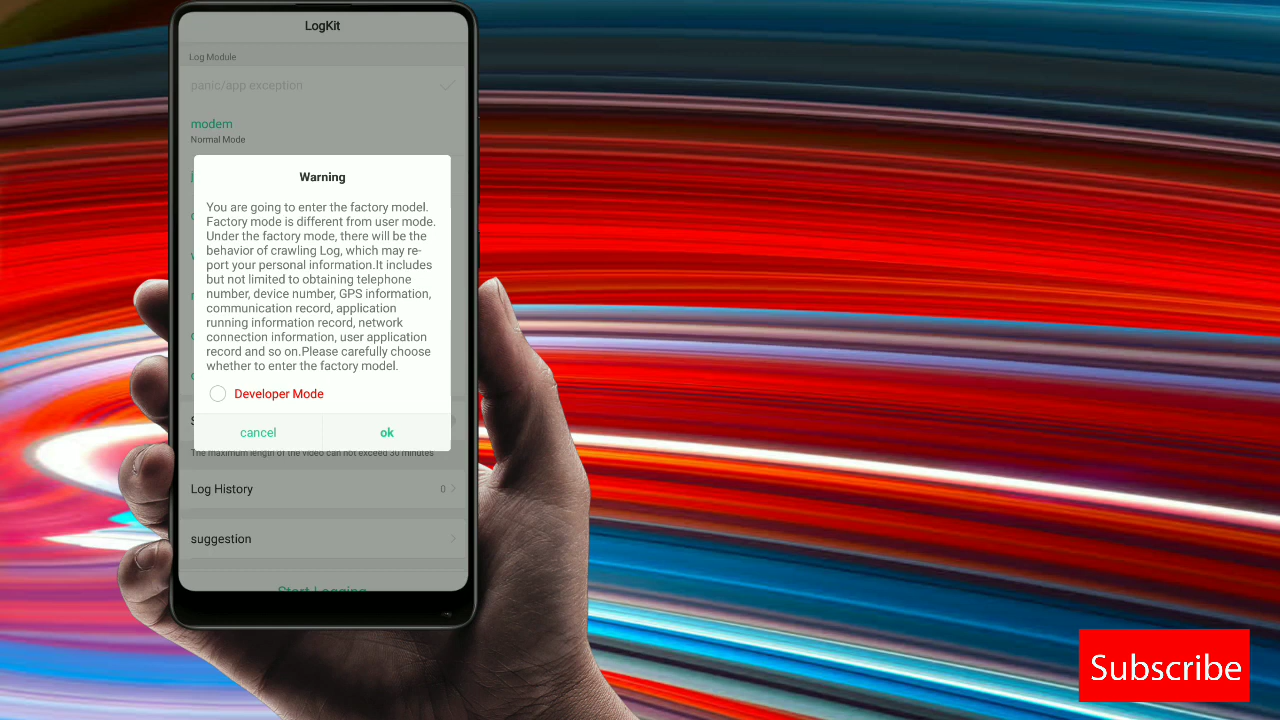 LogKit
Log Module
panic/app exception
modem
Normal Mode
Warning
You are going to enter the factory model.
Factory mode is different from user mode.
Under the factory mode, there will be the
behavior of crawling Log, which may re-
port your personal information.It includes
but not limited to obtaining telephone
number, device number, GPS information,
communication record, application
running information record, network
connection information, user application
record and so on.Please carefully choose
whether to enter the factory model.
Developer Mode
cancel
ok
The maximum length of the video can not exceed 30 minutes
Log History
0
suggestion
Start Logging
Subscribe